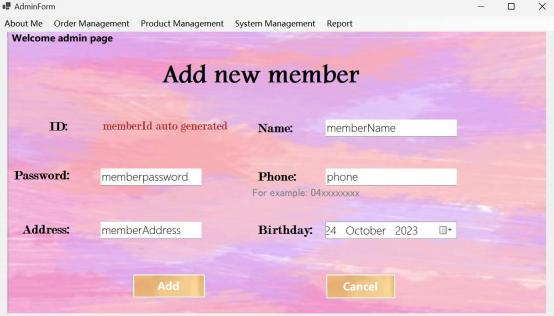 AdminForm
About Me Order Management Product Management System Management Report
Welcome admin page
Add new member
ID: memberId auto generated Name: memberName
Password: memberpassword Phone: phone
For example: 04xxxxxxxx
Address: memberAddress Birthday: 24 October 2023
Add Cancel